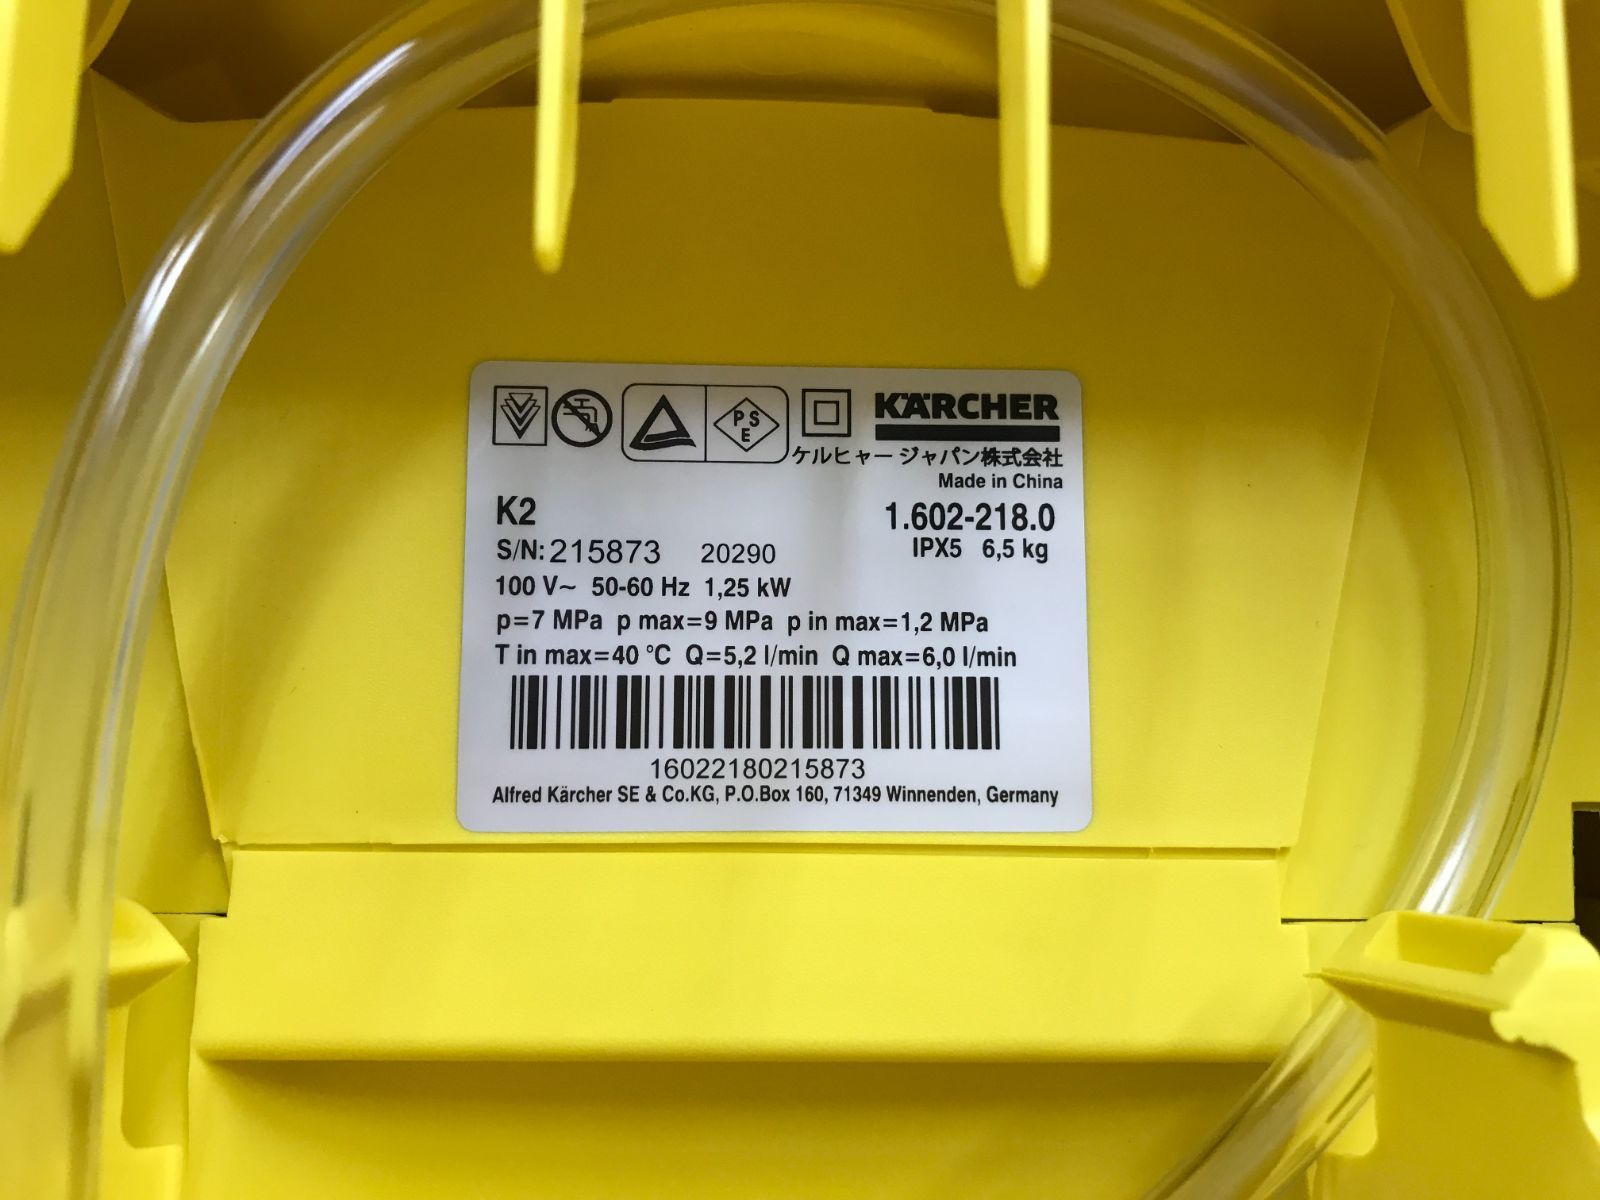 PSE
KÄRCHER
ケルヒャー ジャパン株式会社
Made in China
K2 1.602-218.0
S/N: 215873 20290 IPX5 6,5 kg
100 V~ 50-60 Hz 1,25 kW
p=7 MPa p max=9 MPa p in max=1,2 MPa
T in max=40 °C Q=5,2 l/min Q max=6,0 l/min
16022180215873
Alfred Kärcher SE & Co.KG, P.O.Box 160, 71349 Winnenden, Germany